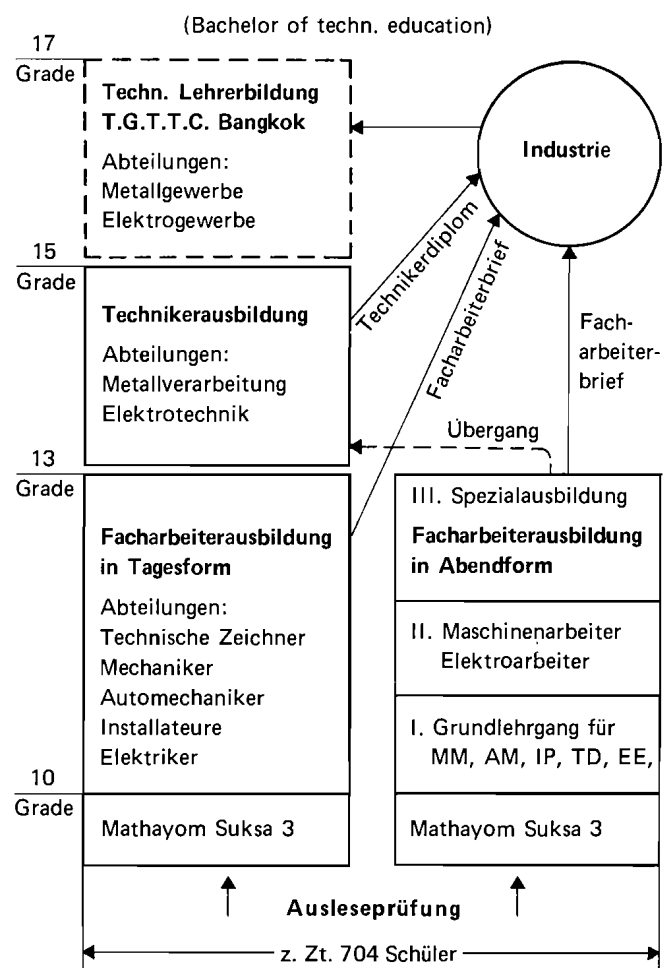 (Bachelor of techn. education)
17
Grade
Techn. Lehrerbildung
T.G.T.T.C. Bangkok
Abteilungen:
Metallgewerbe
Elektrogewerbe
Industrie
15
Grade
Technikerausbildung
Abteilungen:
Metallverarbeitung
Elektrotechnik
Technikerdiplom
Facharbeiterbrief
Fach-
arbeiter-
brief
Übergang
13
Grade
Facharbeiterausbildung
in Tagesform
Abteilungen:
Technische Zeichner
Mechaniker
Automechaniker
Installateure
Elektriker
III. Spezialausbildung
Facharbeiterausbildung
in Abendform
II. Maschinenarbeiter
Elektroarbeiter
I. Grundlehrgang für
MM, AM, IP, TD, EE,
10
Grade
Mathayom Suksa 3
Mathayom Suksa 3
Ausleseprüfung
z. Zt. 704 Schüler